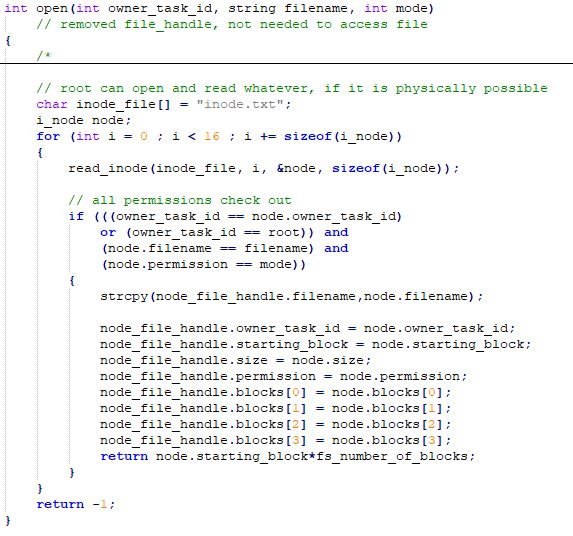 int open(int owner_task_id, string filename, int mode)
// removed file_handle, not needed to access file
{
/*
// root can open and read whatever, if it is physically possible
char inode_file[] = "inode.txt";
i_node node;
for (int i = 0 ; i < 16 ; i += sizeof(i_node))
{
read_inode(inode_file, i, &node, sizeof(i_node));
// all permissions check out
if (((owner_task_id == node.owner_task_id)
or (owner_task_id == root)) and
(node.filename == filename) and
(node.permission == mode))
{
strcpy(node_file_handle.filename,node.filename);
node_file_handle.owner_task_id = node.owner_task_id;
node_file_handle.starting_block = node.starting_block;
node_file_handle.size = node.size;
node_file_handle.permission = node.permission;
node_file_handle.blocks[0] = node.blocks[0];
node_file_handle.blocks[1] = node.blocks[1];
node_file_handle.blocks[2] = node.blocks[2];
node_file_handle.blocks[3] = node.blocks[3];
return node.starting_block*fs_number_of_blocks;
}
}
return -1;
}